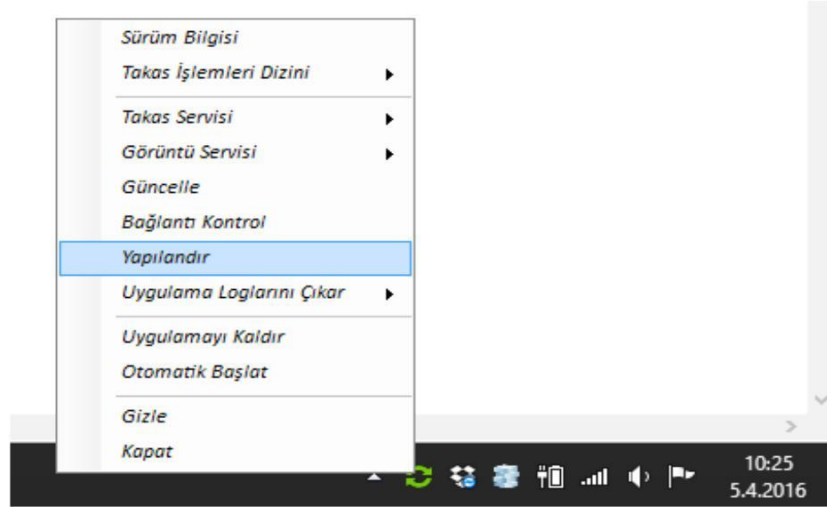 Sürüm Bilgisi
Takas İşlemleri Dizini
Takas Servisi
Görüntü Servisi
Güncelle
Bağlantı Kontrol
Yapılandır
Uygulama Loglarını Çıkar
Uygulamayı Kaldır
Otomatik Başlat
Gizle
Kapat
10:25
5.4.2016